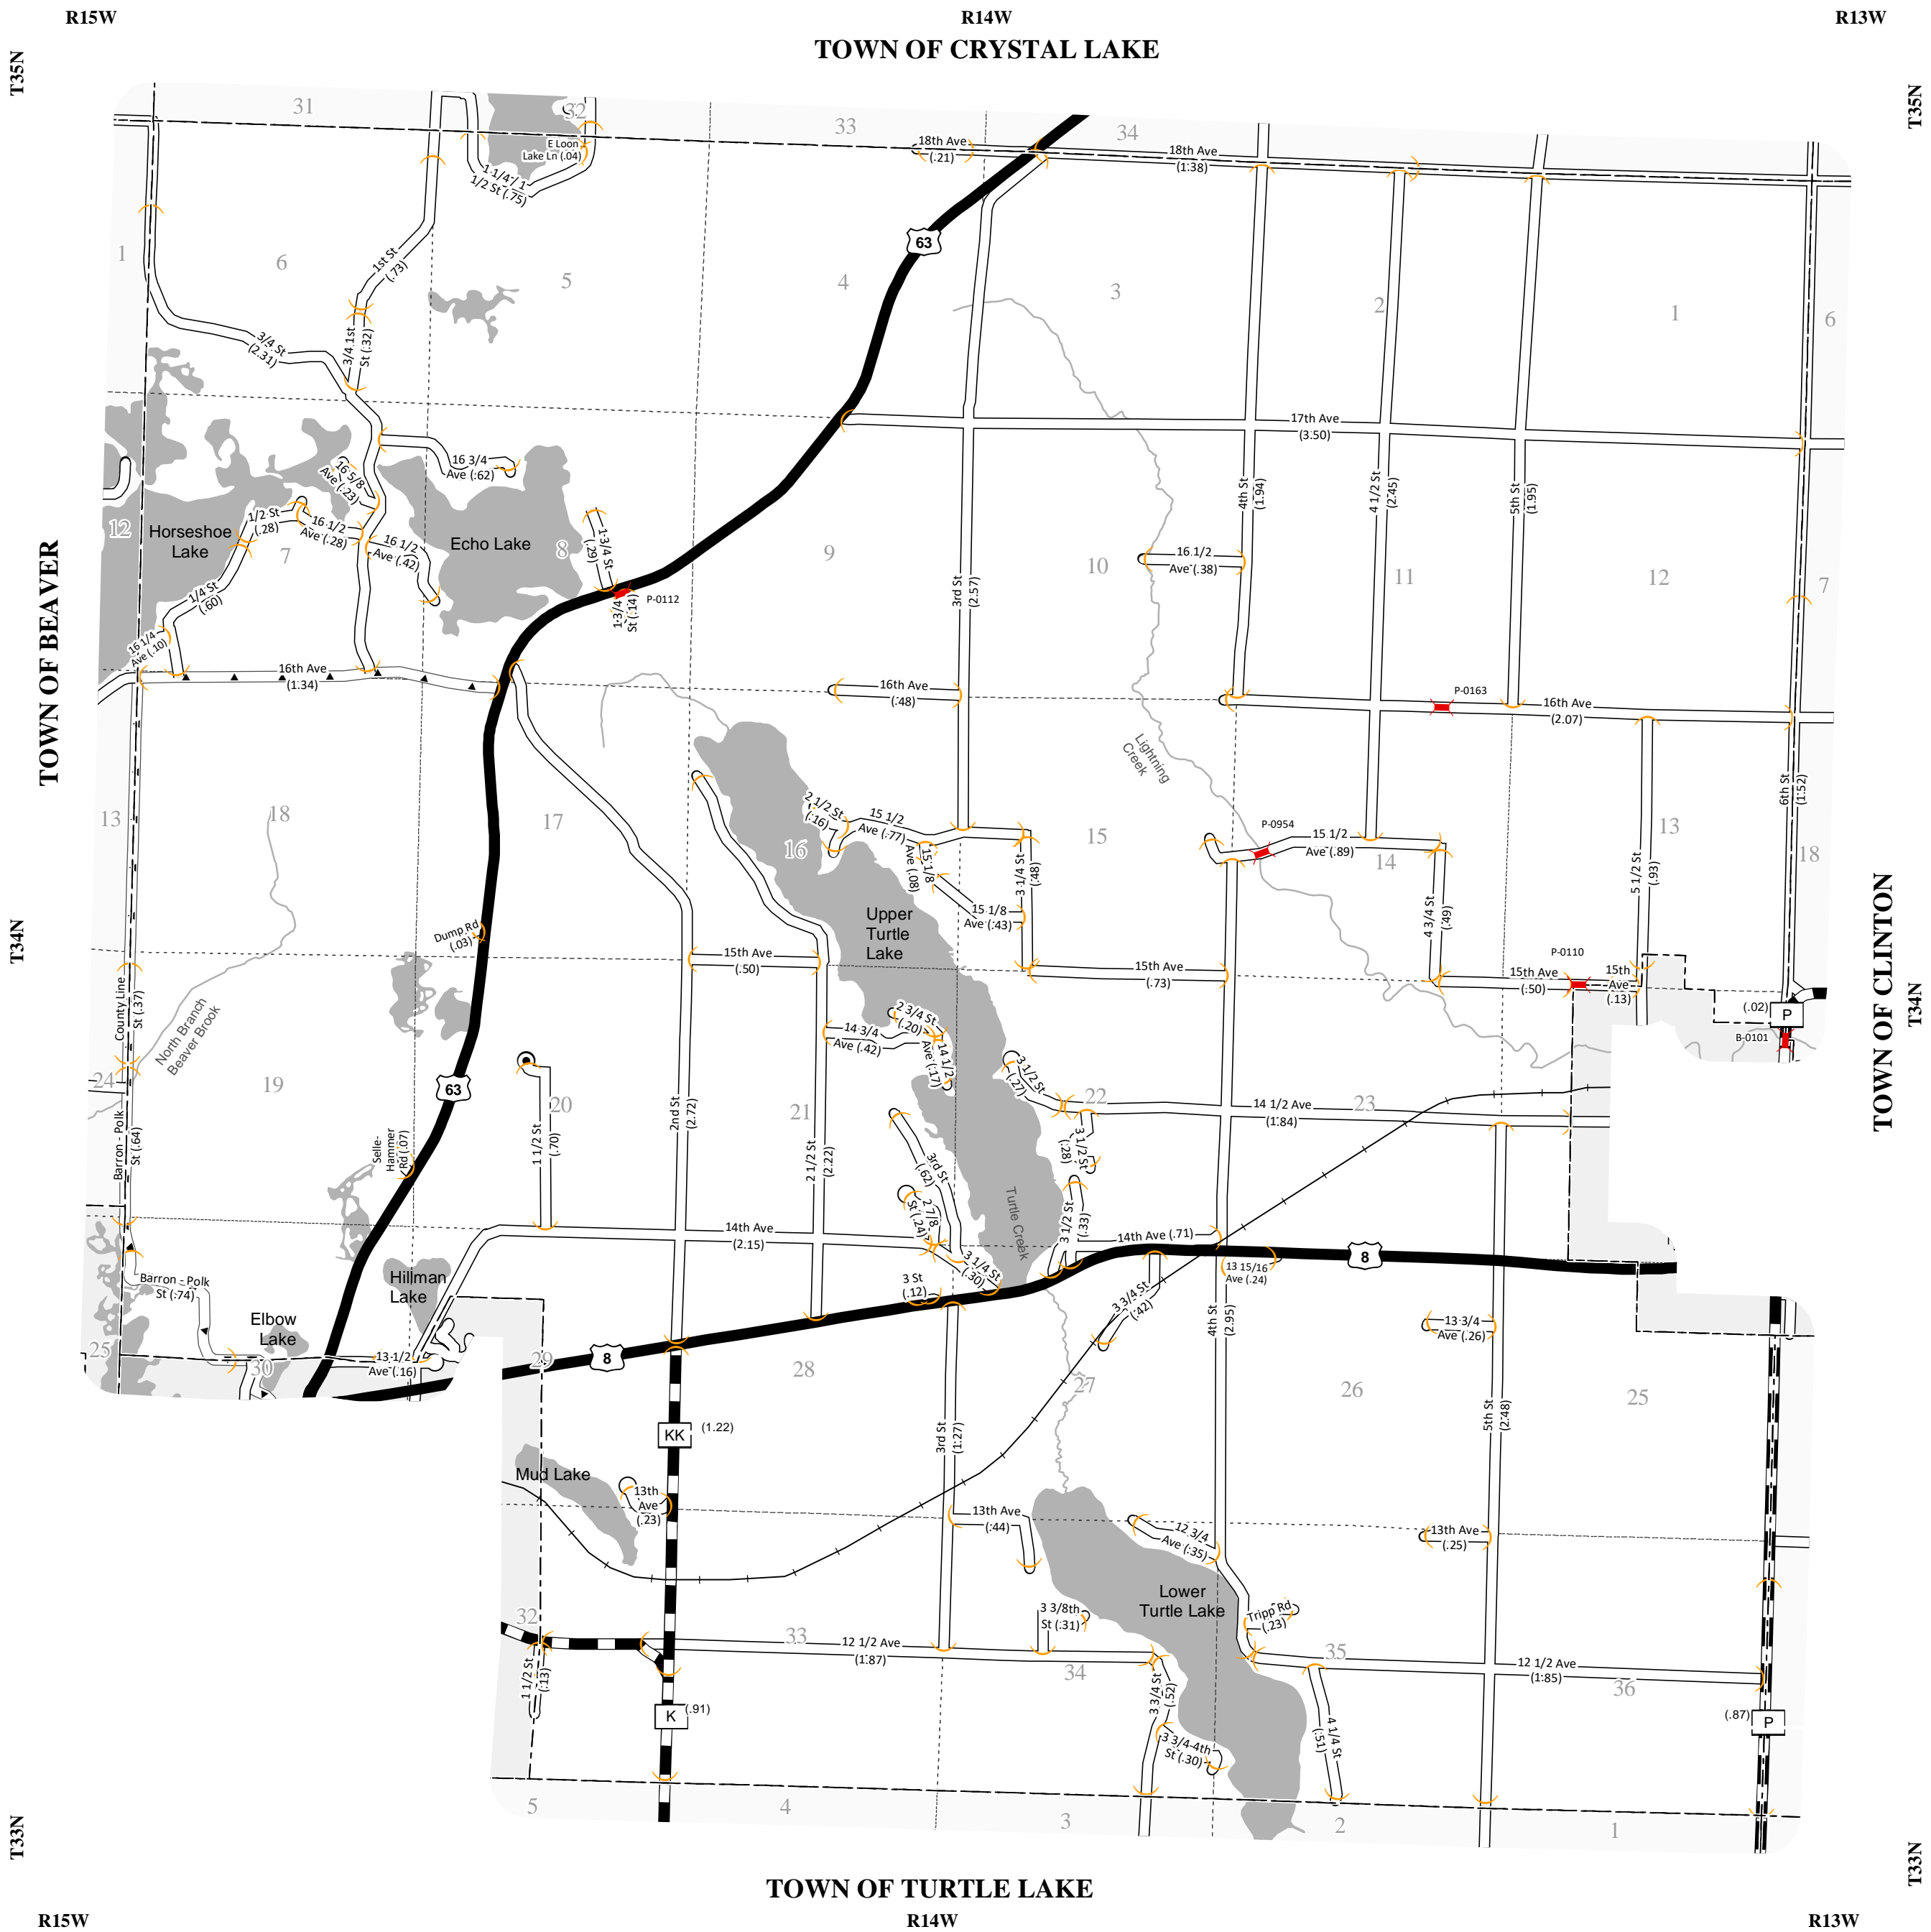 R15W
R14W
R13W
TOWN OF CRYSTAL LAKE
T35N
T35N
31
32
33
34
E Loon
Lake Ln (.04)
1 1/4 / 1
1/2 St (.75)
18th Ave
(.21)
18th Ave
(1.38)
63
1
6
5
4
3
2
1
6
1st St
(.73)
3/4 St
(2.31)
3/4 1st
St (.32)
17th Ave
(3.50)
16 3/4
Ave (.62)
16 5/8
Ave (.23)
4th St
(1.94)
4 1/2 St
(2.45)
5th St
(1.95)
12
Horseshoe
Lake
1/2 St
(.28)
16 1/2
Ave (.28)
16 1/2
Ave (.42)
7
Echo Lake
8
1-3/4 St
(.29)
9
10
16 1/2
Ave (.38)
11
12
7
1/4 St
(.60)
1-3/4
St (.14)
P-0112
3rd St
(2.57)
TOWN OF BEAVER
16 1/4
Ave (.10)
16th Ave
(1.34)
16th Ave
(.48)
P-0163
16th Ave
(2.07)
Lightning
Creek
6th St
(1.52)
13
18
17
16
15
14
13
18
2 1/2 St
(.16)
15 1/2
Ave (.77)
15 1/8
Ave (.08)
3 1/4 St
(.48)
P-0954
15 1/2
Ave (.89)
5 1/2 St
(.93)
4 3/4 St
(.49)
Upper
Turtle
Lake
15 1/8
Ave (.43)
T34N
Dump Rd
(.03)
15th Ave
(.50)
15th Ave
(.73)
P-0110
15th Ave
(.50)
15th
Ave
(.13)
TOWN OF CLINTON
T34N
County Line
St (.37)
North Branch
Beaver Brook
2 3/4 St
(.20)
14 3/4
Ave (.42)
14 1/2
Ave (.17)
(.02)
P
B-0101
24
19
63
20
21
22
23
3 1/2 St
(.27)
14 1/2 Ave
(1.84)
Barron - Polk
St (.64)
Selle-
Hammer
Rd (.07)
1 1/2 St
(.70)
2nd St
(2.72)
2 1/2 St
(2.22)
3rd St
(.62)
2 7/8
St (.24)
3 1/2 St
(.28)
3 1/2 St
(.33)
Turtle Creek
14th Ave
(2.15)
14th Ave (.71)
8
13 15/16
Ave (.24)
3 1/4 St
(.30)
3 St
(.12)
Barron - Polk
St (.74)
Hillman
Lake
Elbow
Lake
3 3/4 St
(.42)
4th St
(2.95)
13 3/4
Ave (.26)
25
30
13 1/2
Ave (.16)
29
8
28
27
26
25
KK
(1.22)
3rd St
(1.27)
5th St
(2.48)
Mud Lake
13th
Ave
(.23)
13th Ave
(.44)
12 3/4
Ave (.35)
13th Ave
(.25)
Lower
Turtle Lake
3 3/8th
St (.31)
Tripp Rd
(.23)
32
33
12 1/2 Ave
(1.87)
34
35
12 1/2 Ave
(1.85)
36
1 1/2 St
(.13)
K
(.91)
3 3/4 St
(.52)
3 3/4-4th
St (.30)
4 1/4 St
(.51)
(.87)
P
5
4
3
2
1
T33N
T33N
TOWN OF TURTLE LAKE
R15W
R14W
R13W